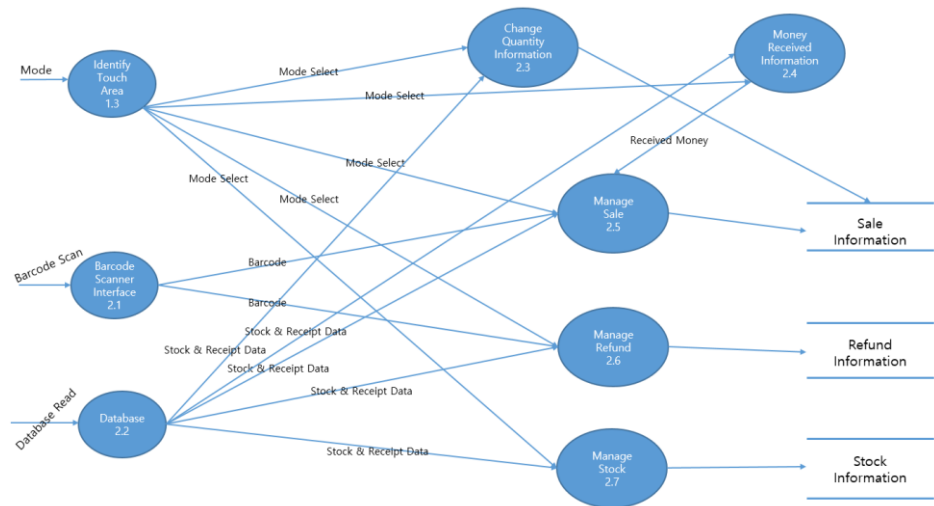 Change
Quantity
Information
2.3
Money
Received
Information
2.4
Mode
Identify
Touch
Area
1.3
Mode Select
Mode Select
Received Money
Mode Select
Mode Select
Mode Select
Manage
Sale
2.5
Sale
Information
Barcode Scan
Barcode
Scanner
Interface
2.1
Barcode
Barcode
Stock & Receipt Data
Stock & Receipt Data
Manage
Refund
2.6
Refund
Information
Stock & Receipt Data
Stock & Receipt Data
Database Read
Database
2.2
Stock & Receipt Data
Manage
Stock
2.7
Stock
Information